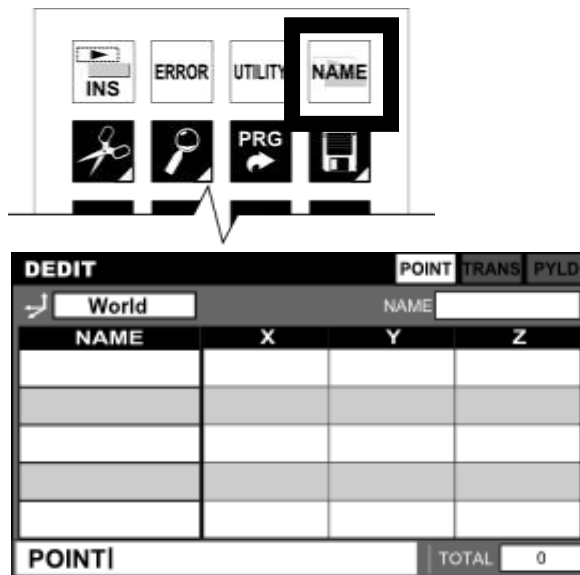 INS ERROR UTILITY NAME
PRG
DEDIT POINT TRANS PYLD
World NAME
NAME X Y Z
POINT TOTAL 0